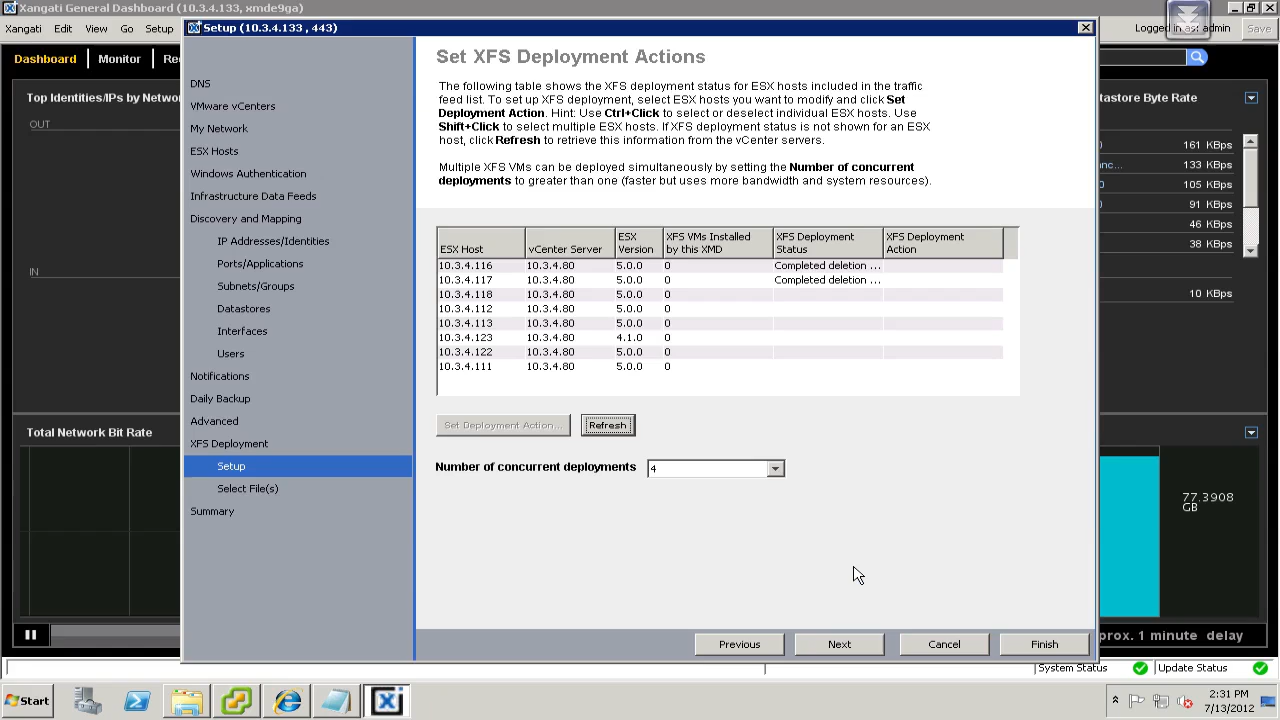 Xangati General Dashboard (10.3.4.133, xmde9ga)
Xangati Edit View Go Setup
Logged in as: admin
Save
Dashboard Monitor Re
Top Identities/IPs by Network
OUT
IN
Total Network Bit Rate
Setup (10.3.4.133 , 443)
DNS
VMware vCenters
My Network
ESX Hosts
Windows Authentication
Infrastructure Data Feeds
Discovery and Mapping
IP Addresses/Identities
Ports/Applications
Subnets/Groups
Datastores
Interfaces
Users
Notifications
Daily Backup
Advanced
XFS Deployment
Setup
Select File(s)
Summary
Set XFS Deployment Actions
The following table shows the XFS deployment status for ESX hosts included in the traffic
feed list. To set up XFS deployment, select ESX hosts you want to modify and click Set
Deployment Action. Hint: Use Ctrl+Click to select or deselect individual ESX hosts. Use
Shift+Click to select multiple ESX hosts. If XFS deployment status is not shown for an ESX
host, click Refresh to retrieve this information from the vCenter servers.
Multiple XFS VMs can be deployed simultaneously by setting the Number of concurrent
deployments to greater than one (faster but uses more bandwidth and system resources).
ESX Host vCenter Server ESX Version XFS VMs Installed by this XMD XFS Deployment Status XFS Deployment Action
10.3.4.116 10.3.4.80 5.0.0 0 Completed deletion ...
10.3.4.117 10.3.4.80 5.0.0 0 Completed deletion ...
10.3.4.118 10.3.4.80 5.0.0 0
10.3.4.112 10.3.4.80 5.0.0 0
10.3.4.113 10.3.4.80 5.0.0 0
10.3.4.123 10.3.4.80 4.1.0 0
10.3.4.122 10.3.4.80 5.0.0 0
10.3.4.111 10.3.4.80 5.0.0 0
Set Deployment Action... Refresh
Number of concurrent deployments 4
Previous Next Cancel Finish
tastore Byte Rate
161 KBps
anc... 133 KBps
0 105 KBps
0 91 KBps
46 KBps
38 KBps
10 KBps
77.3908
GB
prox. 1 minute delay
System Status Update Status
Start
2:31 PM
7/13/2012